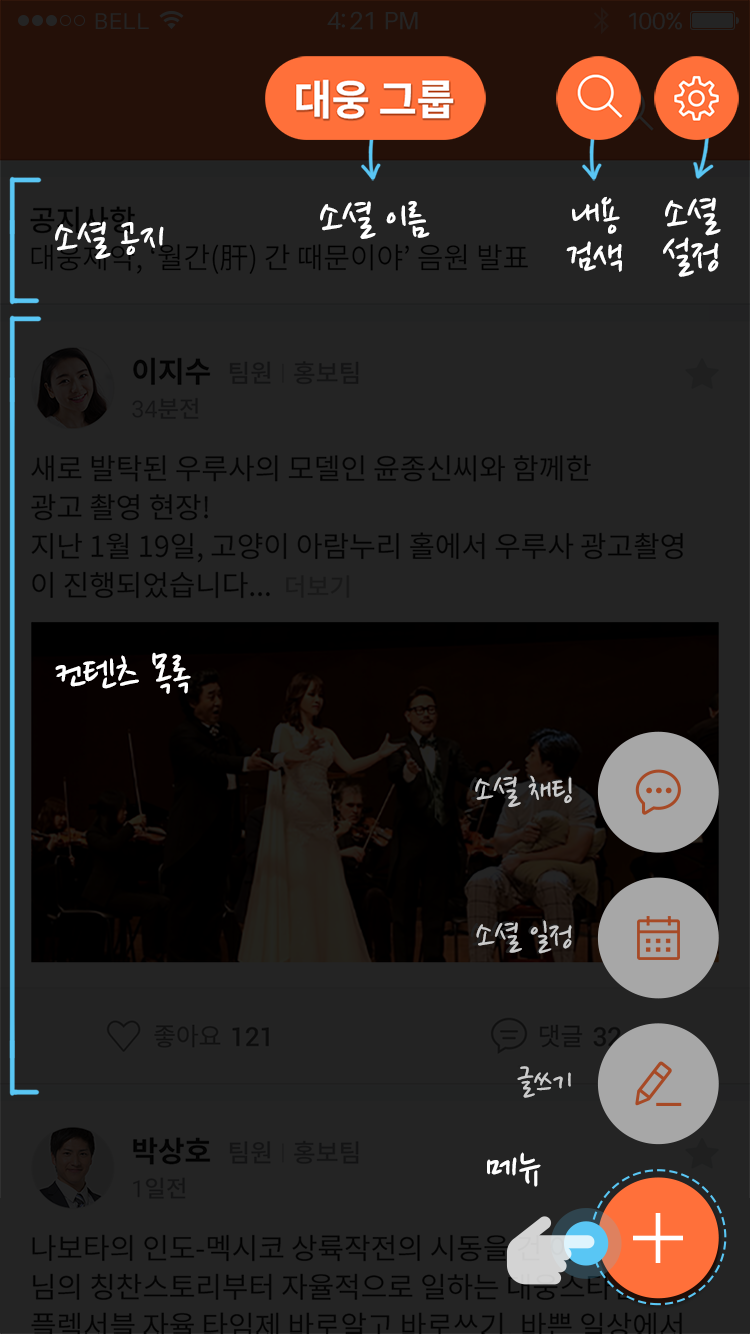 BELL 4:21 PM 100%
대웅 그룹
소셜 이름
내용
검색
소셜
설정
공지사항
소셜 공지
대웅제약, ‘월간(肝) 간 때문이야’ 음원 발표
이지수 팀원 | 홍보팀
34분전
새로 발탁된 우루사의 모델인 윤종신씨와 함께한
광고 촬영 현장!
지난 1월 19일, 고양이 아람누리 홀에서 우루사 광고촬영
이 진행되었습니다... 더보기
컨텐츠 목록
소셜 채팅
소셜 일정
좋아요 121 댓글 32
글쓰기
박상호 팀원 | 홍보팀
1일전
메뉴
나보타의 인도-멕시코 상륙작전의 시동을
님의 칭찬스토리부터 자율적으로 일하는
플렉서블 자율 타임제 바로알고 바로쓰기, 바쁜 일상에서